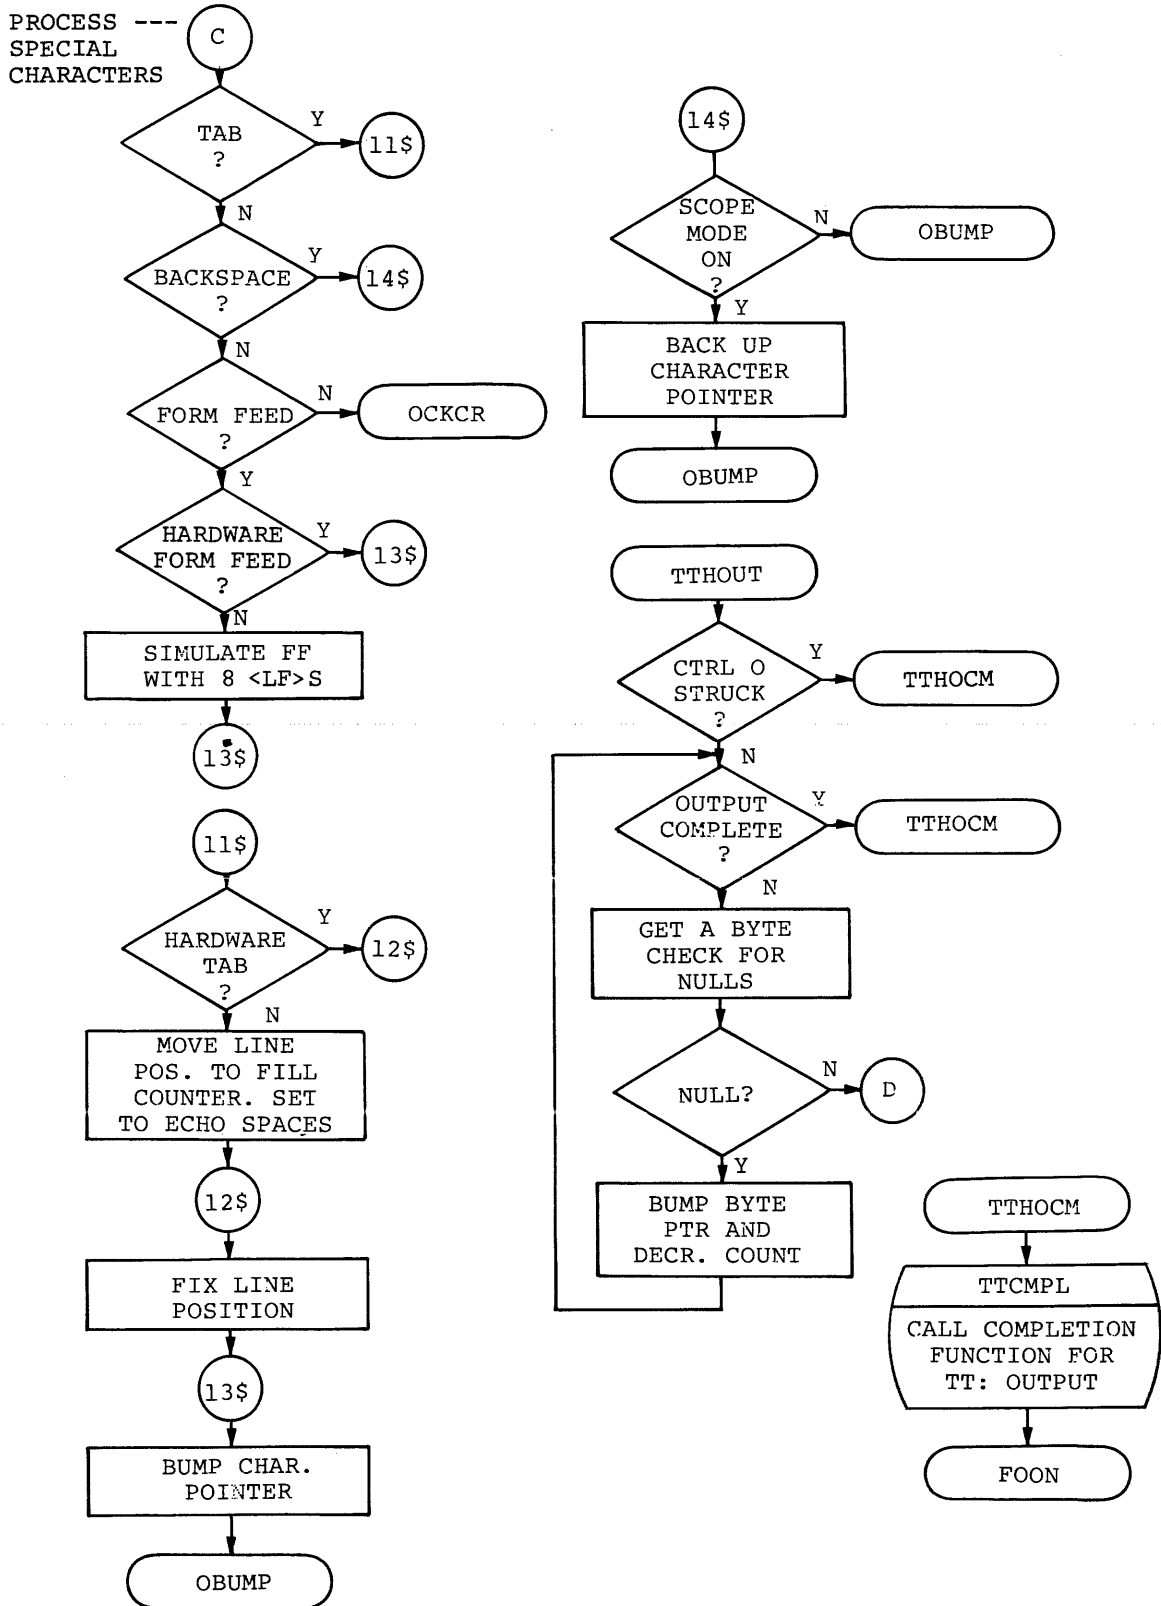 PROCESS ---
SPECIAL
CHARACTERS
C
TAB
?
Y
11$
N
BACKSPACE
?
Y
14$
N
FORM FEED
?
N
OCKCR
Y
HARDWARE
FORM FEED
?
Y
13$
N
SIMULATE FF
WITH 8 <LF>S
13$
11$
HARDWARE
TAB
?
Y
12$
N
MOVE LINE
POS. TO FILL
COUNTER. SET
TO ECHO SPACES
12$
FIX LINE
POSITION
13$
BUMP CHAR.
POINTER
OBUMP
14$
SCOPE
MODE
ON
?
N
OBUMP
Y
BACK UP
CHARACTER
POINTER
OBUMP
TTHOUT
CTRL O
STRUCK
?
Y
TTHOCM
N
OUTPUT
COMPLETE
?
Y
TTHOCM
N
GET A BYTE
CHECK FOR
NULLS
NULL?
N
D
Y
BUMP BYTE
PTR AND
DECR. COUNT
TTHOCM
TTCMPL
CALL COMPLETION
FUNCTION FOR
TT: OUTPUT
FOON